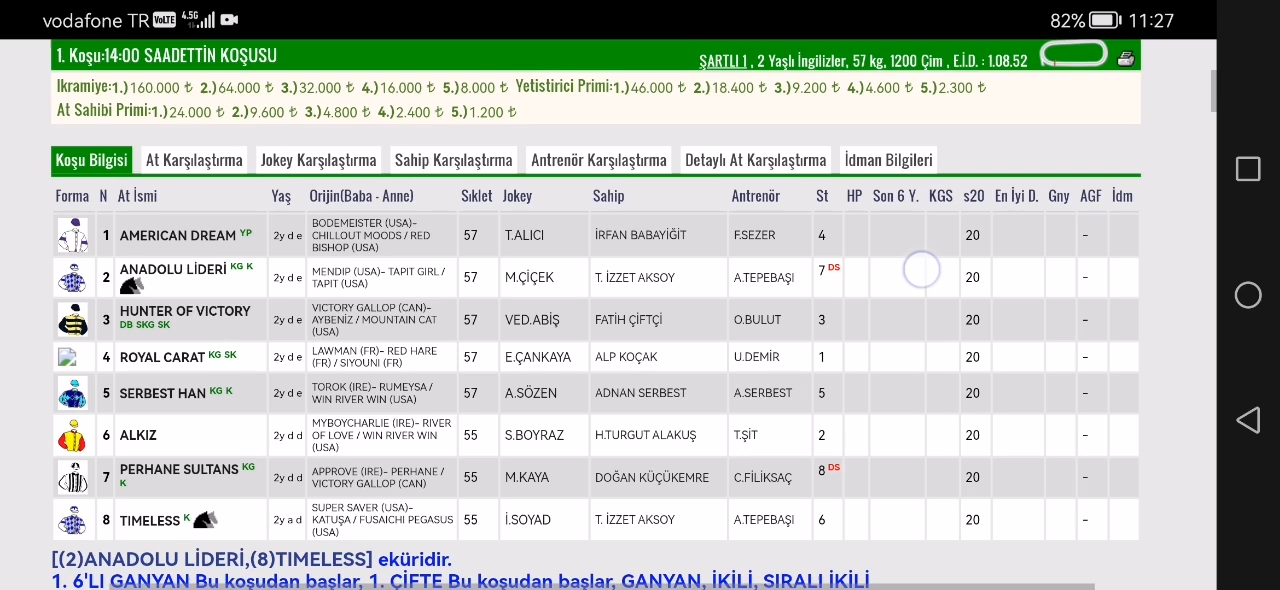 vodafone TR VoLTE 4.5G 82% 11:27
1. Koşu:14:00 SAADETTİN KOŞUSU
ŞARTLI 1 , 2 Yaşlı İngilizler, 57 kg, 1200 Çim , E.İ.D. : 1.08.52
Ikramiye:1.)160.000 ₺ 2.)64.000 ₺ 3.)32.000 ₺ 4.)16.000 ₺ 5.)8.000 ₺ Yetistirici Primi:1.)46.000 ₺ 2.)18.400 ₺ 3.)9.200 ₺ 4.)4.600 ₺ 5.)2.300 ₺
At Sahibi Primi:1.)24.000 ₺ 2.)9.600 ₺ 3.)4.800 ₺ 4.)2.400 ₺ 5.)1.200 ₺
Koşu Bilgisi At Karşılaştırma Jokey Karşılaştırma Sahip Karşılaştırma Antrenör Karşılaştırma Detaylı At Karşılaştırma İdman Bilgileri
Forma N At İsmi Yaş Orijin(Baba - Anne) Sıklet Jokey Sahip Antrenör St HP Son 6 Y. KGS s20 En İyi D. Gny AGF İdm
1 AMERICAN DREAM YP 2y d e BODEMEISTER (USA)- CHILLOUT MOODS / RED BISHOP (USA) 57 T.ALICI İRFAN BABAYİĞİT F.SEZER 4 20 -
2 ANADOLU LİDERİ KG K 2y d e MENDIP (USA)- TAPIT GIRL / TAPIT (USA) 57 M.ÇİÇEK T. İZZET AKSOY A.TEPEBAŞI 7 DS 20 -
3 HUNTER OF VICTORY DB SKG SK 2y d e VICTORY GALLOP (CAN)- AYBENİZ / MOUNTAIN CAT (USA) 57 VED.ABİŞ FATİH ÇİFTÇİ O.BULUT 3 20 -
4 ROYAL CARAT KG SK 2y d e LAWMAN (FR)- RED HARE (FR) / SIYOUNI (FR) 57 E.ÇANKAYA ALP KOÇAK U.DEMİR 1 20 -
5 SERBEST HAN KG K 2y d e TOROK (IRE)- RUMEYSA / WIN RIVER WIN (USA) 57 A.SÖZEN ADNAN SERBEST A.SERBEST 5 20 -
6 ALKIZ 2y d d MYBOYCHARLIE (IRE)- RIVER OF LOVE / WIN RIVER WIN (USA) 55 S.BOYRAZ H.TURGUT ALAKUŞ T.ŞİT 2 20 -
7 PERHANE SULTANS KG K 2y d d APPROVE (IRE)- PERHANE / VICTORY GALLOP (CAN) 55 M.KAYA DOĞAN KÜÇÜKEMRE C.FİLİKSAÇ 8 DS 20 -
8 TIMELESS K 2y a d SUPER SAVER (USA)- KATUŞA / FUSAICHI PEGASUS (USA) 55 İ.SOYAD T. İZZET AKSOY A.TEPEBAŞI 6 20 -
[(2)ANADOLU LİDERİ,(8)TIMELESS] eküridir.
1. 6'LI GANYAN Bu koşudan başlar, 1. ÇİFTE Bu koşudan başlar, GANYAN, İKİLİ, SIRALI İKİLİ